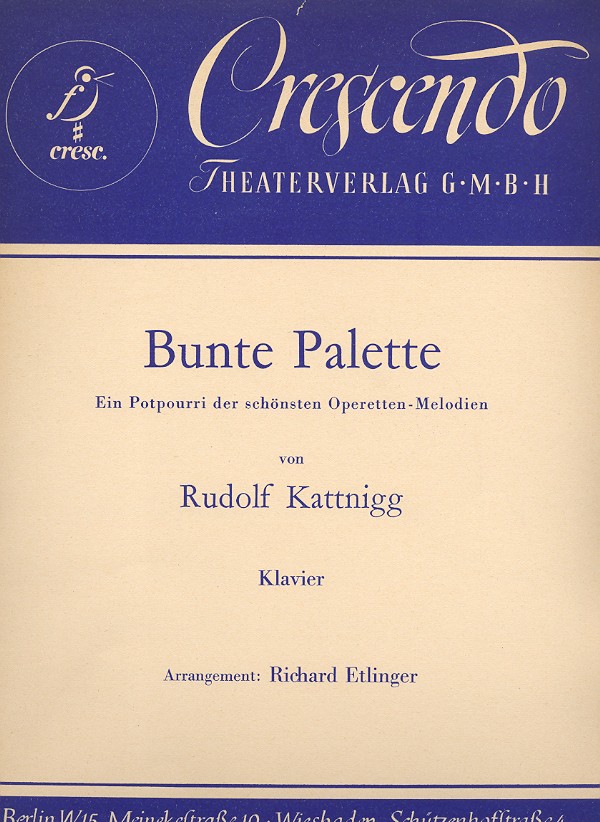 cresc.
Crescendo
THEATERVERLAG G·M·B·H
Bunte Palette
Ein Potpourri der schönsten Operetten-Melodien
von
Rudolf Kattnigg
Klavier
Arrangement: Richard Etlinger
Berlin W15, Meinekestraße 10 · Wiesbaden, Schützenhofstraße 4